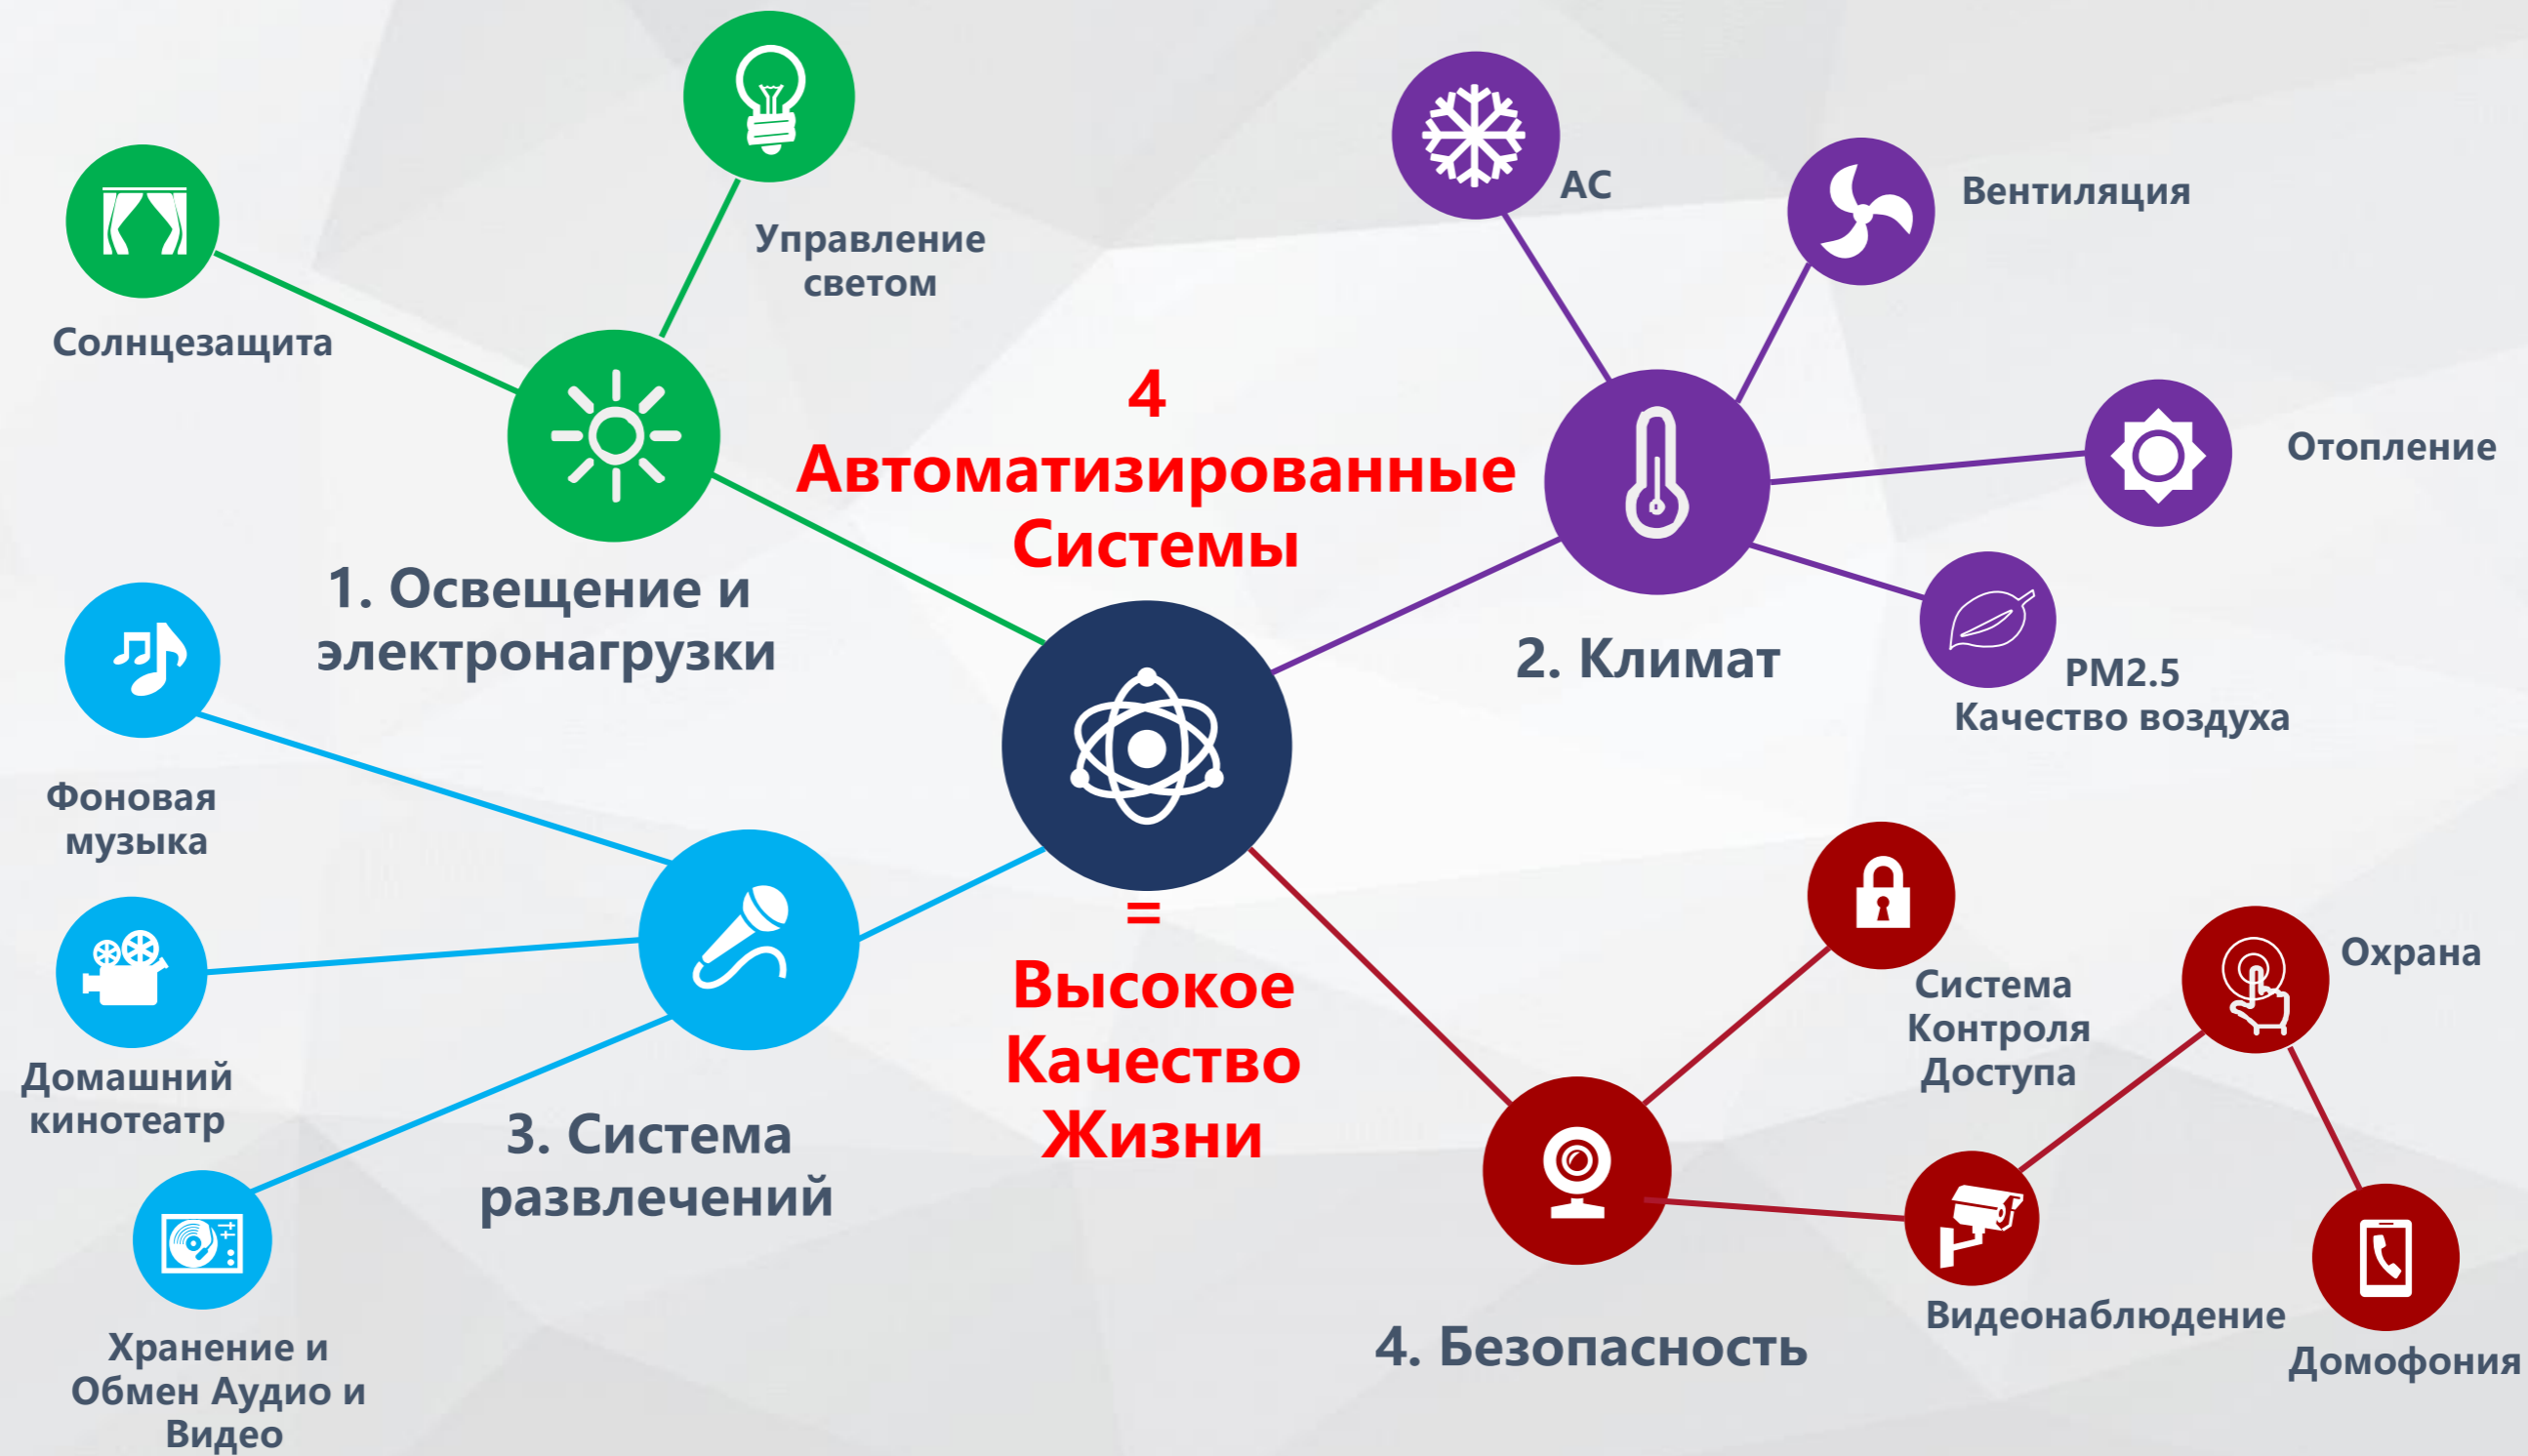 Управление
светом
Солнцезащита
1. Освещение и
электронагрузки
4
Автоматизированные
Системы
=
Высокое
Качество
Жизни
AC
Вентиляция
Отопление
PM2.5
Качество воздуха
2. Климат
Фоновая
музыка
Домашний
кинотеатр
Хранение и
Обмен Аудио и
Видео
3. Система
развлечений
Система
Контроля
Доступа
Охрана
Видеонаблюдение
Домофония
4. Безопасность